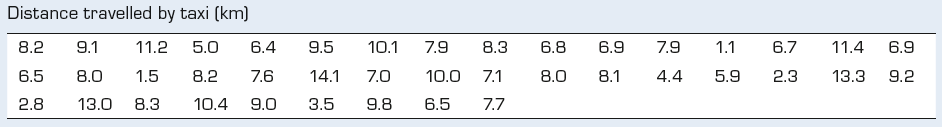 Distance travelled by taxi (km)
8.2 9.1 11.2 5.0 6.4 9.5 10.1 7.9 8.3 6.8 6.9 7.9 1.1 6.7 11.4 6.9
6.5 8.0 1.5 8.2 7.6 14.1 7.0 10.0 7.1 8.0 8.1 4.4 5.9 2.3 13.3 9.2
2.8 13.0 8.3 10.4 9.0 3.5 9.8 6.5 7.7